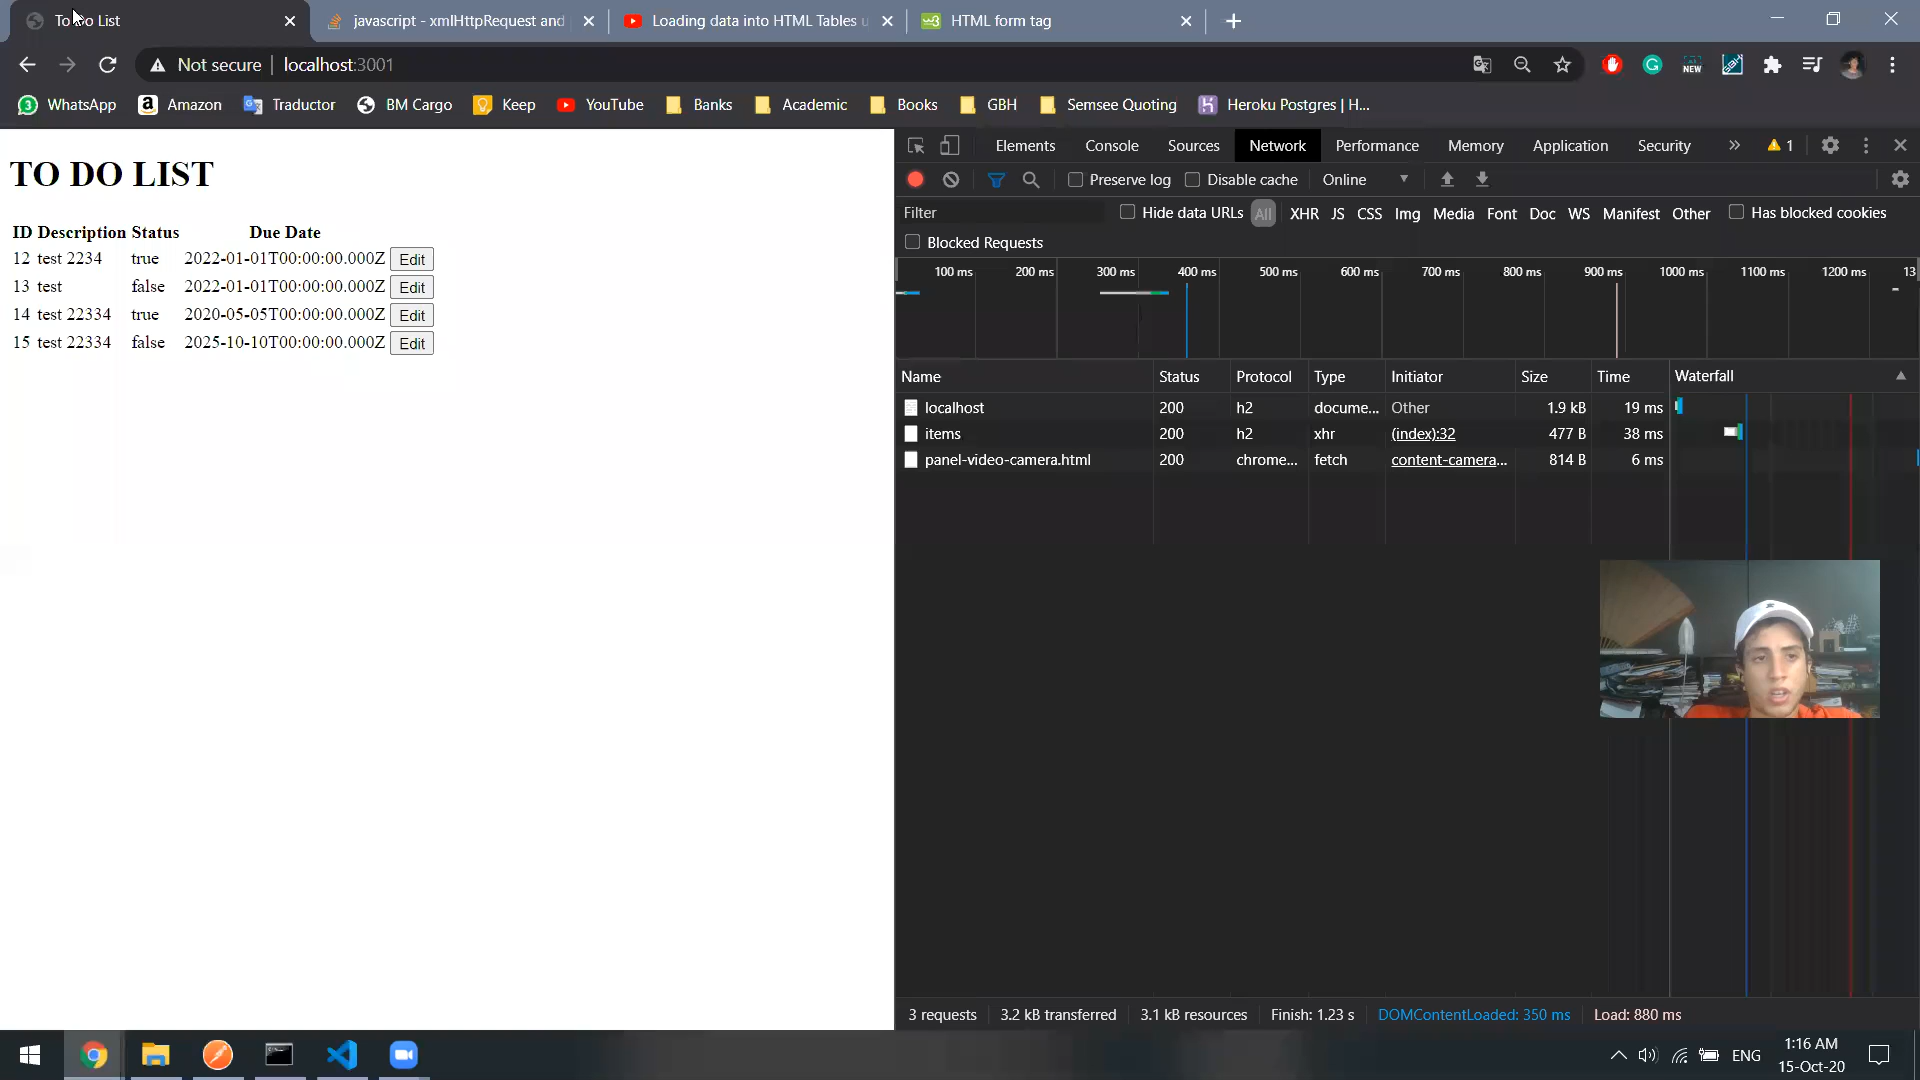 To Do List
javascript - xmlHttpRequest and
Loading data into HTML Tables u
HTML form tag
Not secure | localhost:3001
WhatsApp Amazon Traductor BM Cargo Keep YouTube Banks Academic Books GBH Semsee Quoting Heroku Postgres | H...
NEW
TO DO LIST
ID Description Status Due Date
12 test 2234 true 2022-01-01T00:00:00.000Z Edit
13 test false 2022-01-01T00:00:00.000Z Edit
14 test 22334 true 2020-05-05T00:00:00.000Z Edit
15 test 22334 false 2025-10-10T00:00:00.000Z Edit
Elements Console Sources Network Performance Memory Application Security » 1
Preserve log Disable cache Online
Filter Hide data URLs All XHR JS CSS Img Media Font Doc WS Manifest Other Has blocked cookies
Blocked Requests
100 ms 200 ms 300 ms 400 ms 500 ms 600 ms 700 ms 800 ms 900 ms 1000 ms 1100 ms 1200 ms 13
Name Status Protocol Type Initiator Size Time Waterfall
localhost 200 h2 docume... Other 1.9 kB 19 ms
items 200 h2 xhr (index):32 477 B 38 ms
panel-video-camera.html 200 chrome... fetch content-camera... 814 B 6 ms
3 requests 3.2 kB transferred 3.1 kB resources Finish: 1.23 s DOMContentLoaded: 350 ms Load: 880 ms
ENG
1:16 AM
15-Oct-20